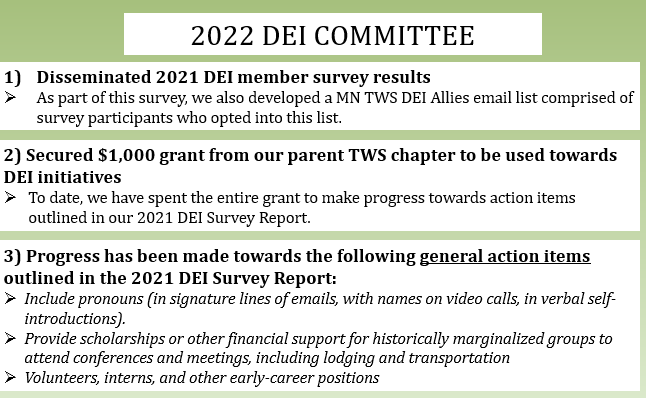 2022 DEI COMMITTEE
1) Disseminated 2021 DEI member survey results
➢ As part of this survey, we also developed a MN TWS DEI Allies email list comprised of
survey participants who opted into this list.
2) Secured $1,000 grant from our parent TWS chapter to be used towards
DEI initiatives
➢ To date, we have spent the entire grant to make progress towards action items
outlined in our 2021 DEI Survey Report.
3) Progress has been made towards the following general action items
outlined in the 2021 DEI Survey Report:
➢ Include pronouns (in signature lines of emails, with names on video calls, in verbal self-
introductions).
➢ Provide scholarships or other financial support for historically marginalized groups to
attend conferences and meetings, including lodging and transportation
➢ Volunteers, interns, and other early-career positions